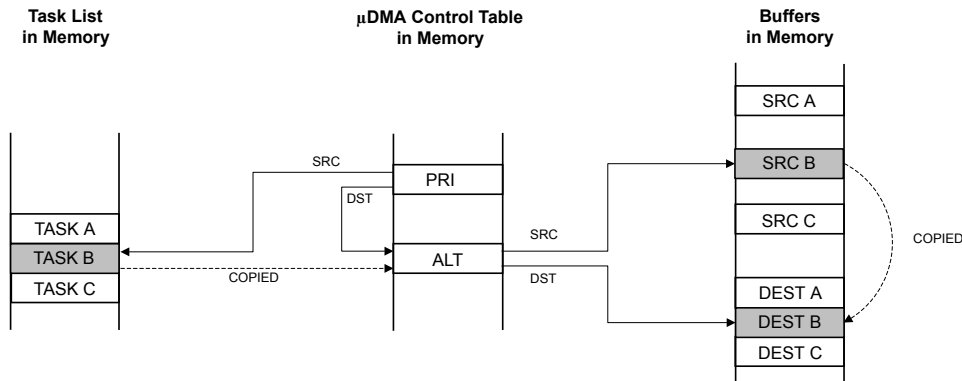 Task List
in Memory
µDMA Control Table
in Memory
Buffers
in Memory
SRC A
SRC
PRI
SRC B
DST
TASK A
SRC C
SRC
COPIED
TASK B
ALT
COPIED
DST
TASK C
DEST A
DEST B
DEST C